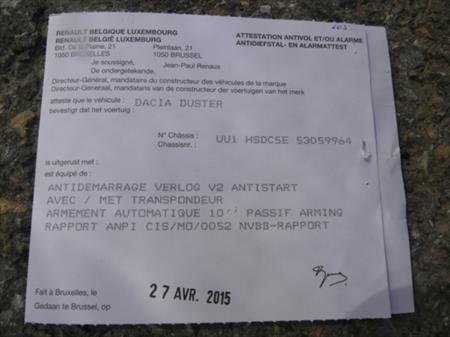 RENAULT BELGIQUE LUXEMBOURG
RENAULT BELGIË LUXEMBURG
Bld. De la Plaine, 21 Pleinlaan, 21
1050 BRUXELLES 1050 BRUSSEL
ATTESTATION ANTIVOL ET/OU ALARME
ANTIDIEFSTAL- EN ALARMATTEST
Je soussigné, Jean-Paul Renaux
De ondergetekende,
Directeur-Général, mandataire du constructeur des véhicules de la marque
Directeur-Generaal, mandataris van de constructeur der voertuigen van het merk
atteste que le véhicule : DACIA DUSTER
bevestigt dat het voertuig :
N° Châssis : UU1 HSDC5E 53059964
Chassisnr. :
is uitgerust met :
est équipé de :
ANTIDEMARRAGE VERLOG V2 ANTISTART
AVEC / MET TRANSPONDEUR
ARMEMENT AUTOMATIQUE 10'' PASSIF ARMING
RAPPORT ANPI CIS/MO/0052 NVBB-RAPPORT
Fait à Bruxelles, le 27 AVR. 2015
Gedaan te Brussel, op